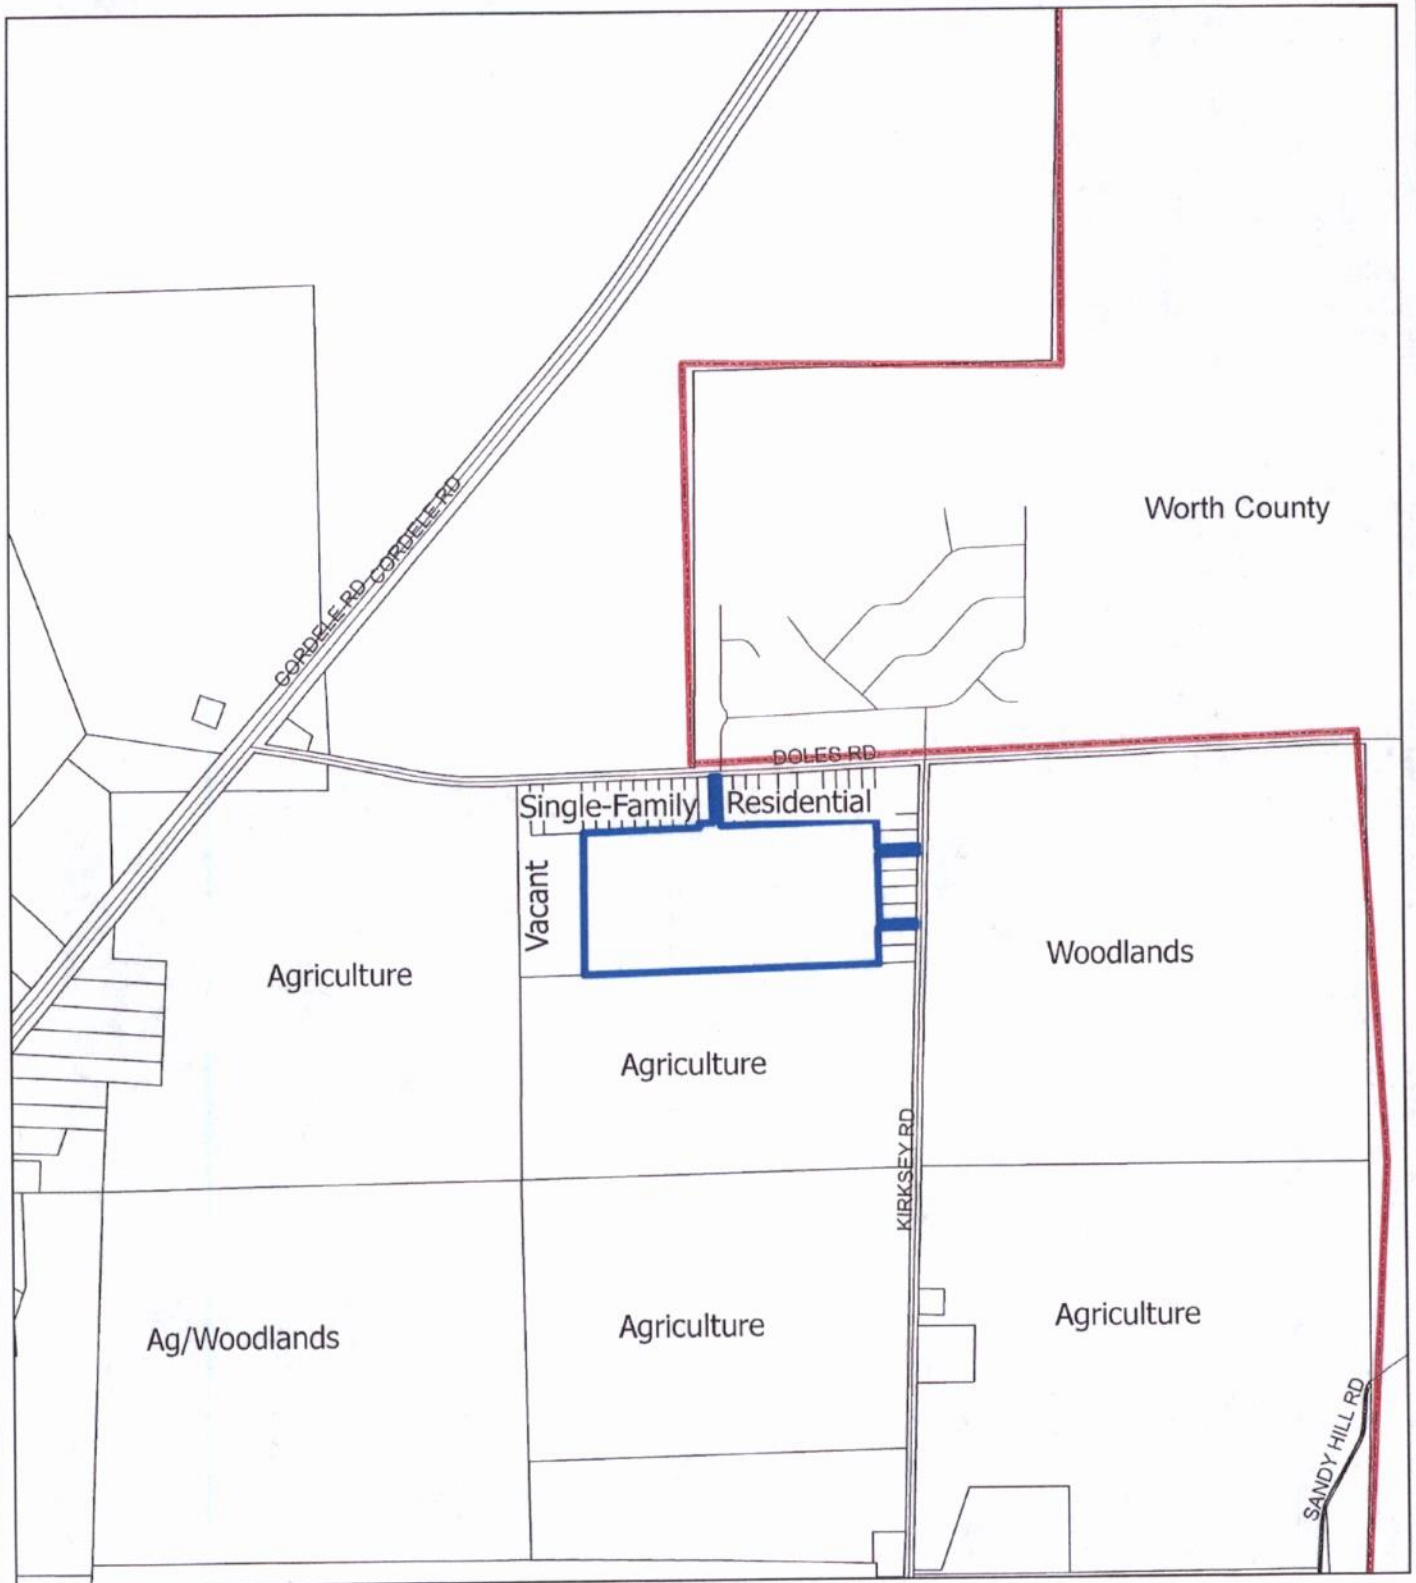 Worth County
CORDELE RD
CORDELE RD
DOLES RD
Single-Family
Residential
Vacant
Agriculture
Woodlands
Agriculture
KIRKSEY RD
Ag/Woodlands
Agriculture
Agriculture
SANDY HILL RD